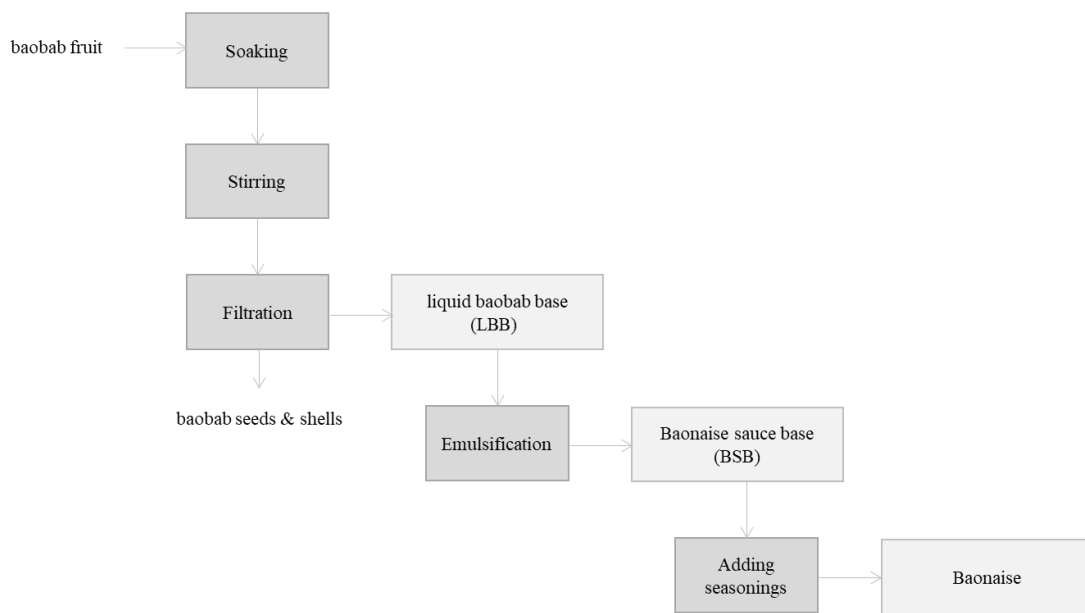 baobab fruit
Soaking
Stirring
Filtration
liquid baobab base
(LBB)
baobab seeds & shells
Emulsification
Baonaise sauce base
(BSB)
Adding
seasonings
Baonaise